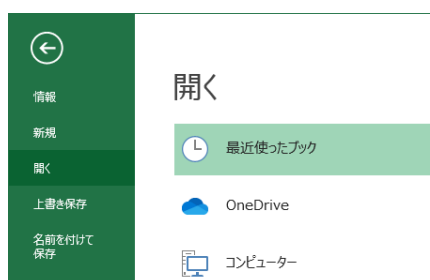 情報
新規
開く
上書き保存
名前を付けて
保存
開く
最近使ったブック
OneDrive
コンピューター